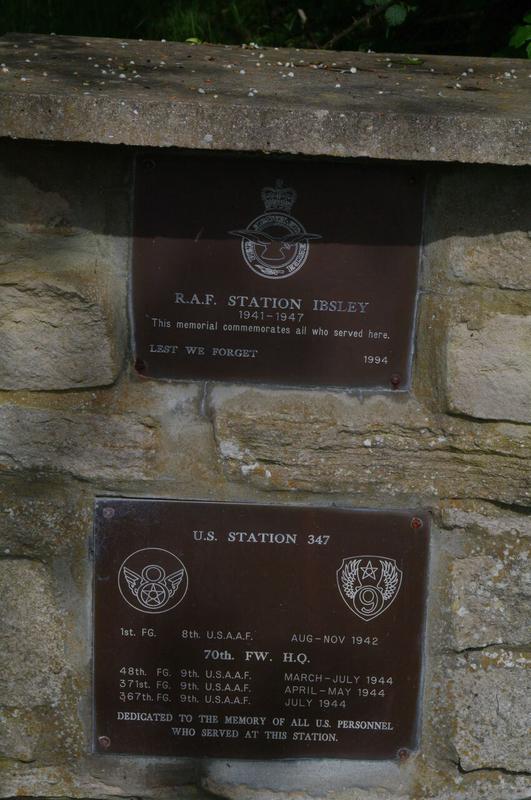 R.A.F. STATION IBSLEY
1941-1947
This memorial commemorates all who served here.
LEST WE FORGET 1994
U.S. STATION 347
8
9
1st. FG. 8th. U.S.A.A.F. AUG-NOV 1942
70th. FW. H.Q.
48th. FG 9th. U.S.A.A.F. MARCH-JULY 1944
371st. FG 9th. U.S.A.A.F. APRIL-MAY 1944
367th. FG 9th. U.S.A.A.F. JULY 1944
DEDICATED TO THE MEMORY OF ALL U.S. PERSONNEL
WHO SERVED AT THIS STATION.